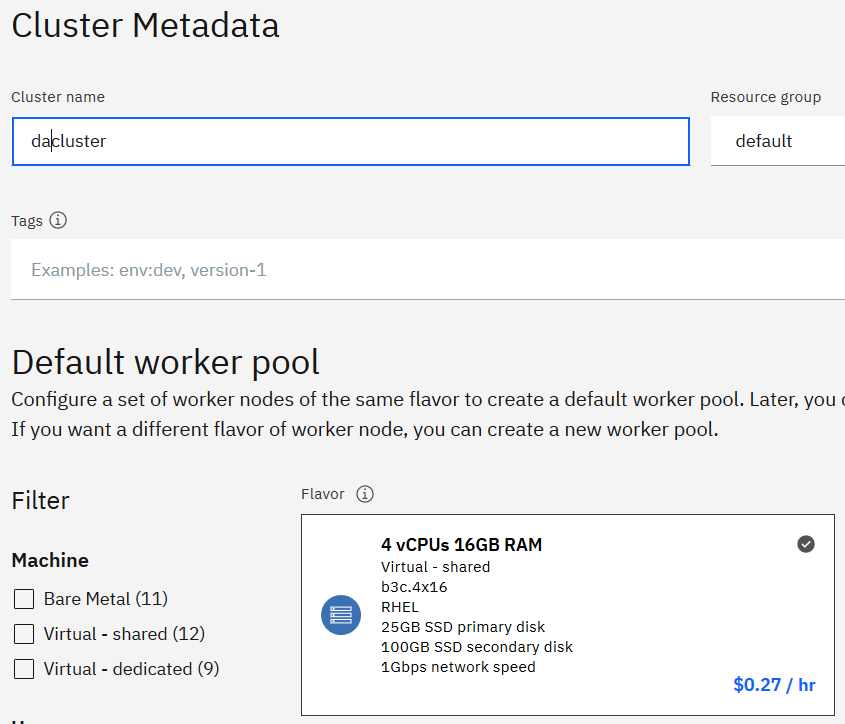 Cluster Metadata
Cluster name
Resource group
dacluster
default
Tags
Examples: env:dev, version-1
Default worker pool
Configure a set of worker nodes of the same flavor to create a default worker pool. Later, you
If you want a different flavor of worker node, you can create a new worker pool.
Filter
Flavor
Machine
Bare Metal (11)
Virtual - shared (12)
Virtual - dedicated (9)
4 vCPUs 16GB RAM
Virtual - shared
b3c.4x16
RHEL
25GB SSD primary disk
100GB SSD secondary disk
1Gbps network speed
$0.27 / hr